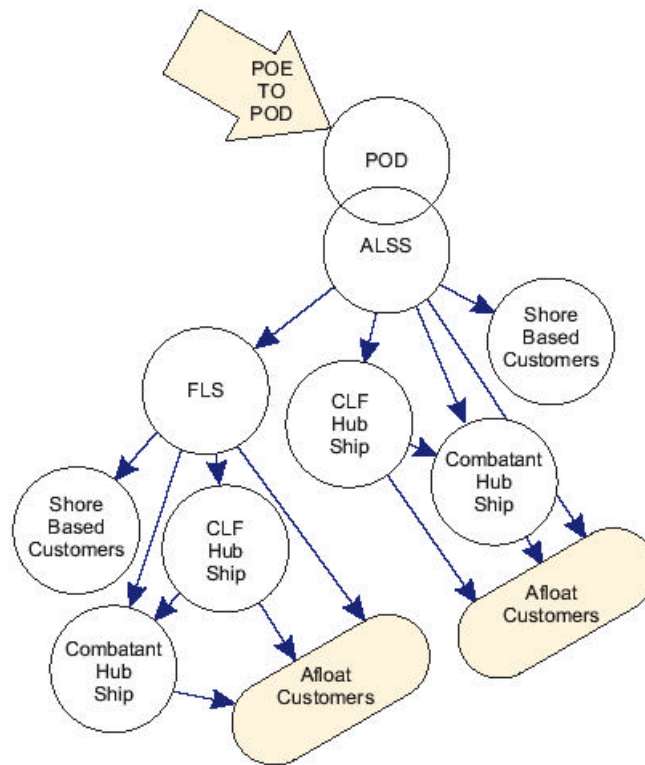 POE
TO
POD
POD
ALSS
Shore
Based
Customers
FLS
CLF
Hub
Ship
Combatant
Hub
Ship
Shore
Based
Customers
CLF
Hub
Ship
Afloat
Customers
Combatant
Hub
Ship
Afloat
Customers